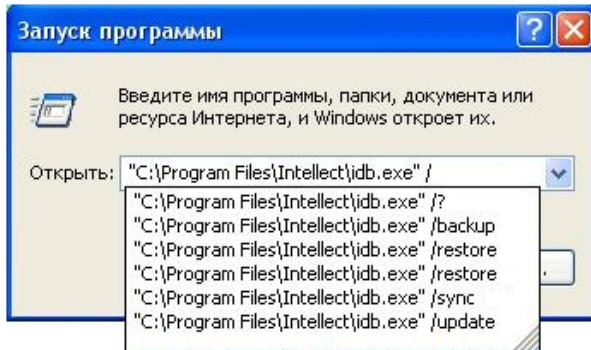 Запуск программы
Введите имя программы, папки, документа или
ресурса Интернета, и Windows откроет их.
Открыть: "C:\Program Files\Intellect\idb.exe" /
"C:\Program Files\Intellect\idb.exe" /?
"C:\Program Files\Intellect\idb.exe" /backup
"C:\Program Files\Intellect\idb.exe" /restore
"C:\Program Files\Intellect\idb.exe" /restore
"C:\Program Files\Intellect\idb.exe" /sync
"C:\Program Files\Intellect\idb.exe" /update